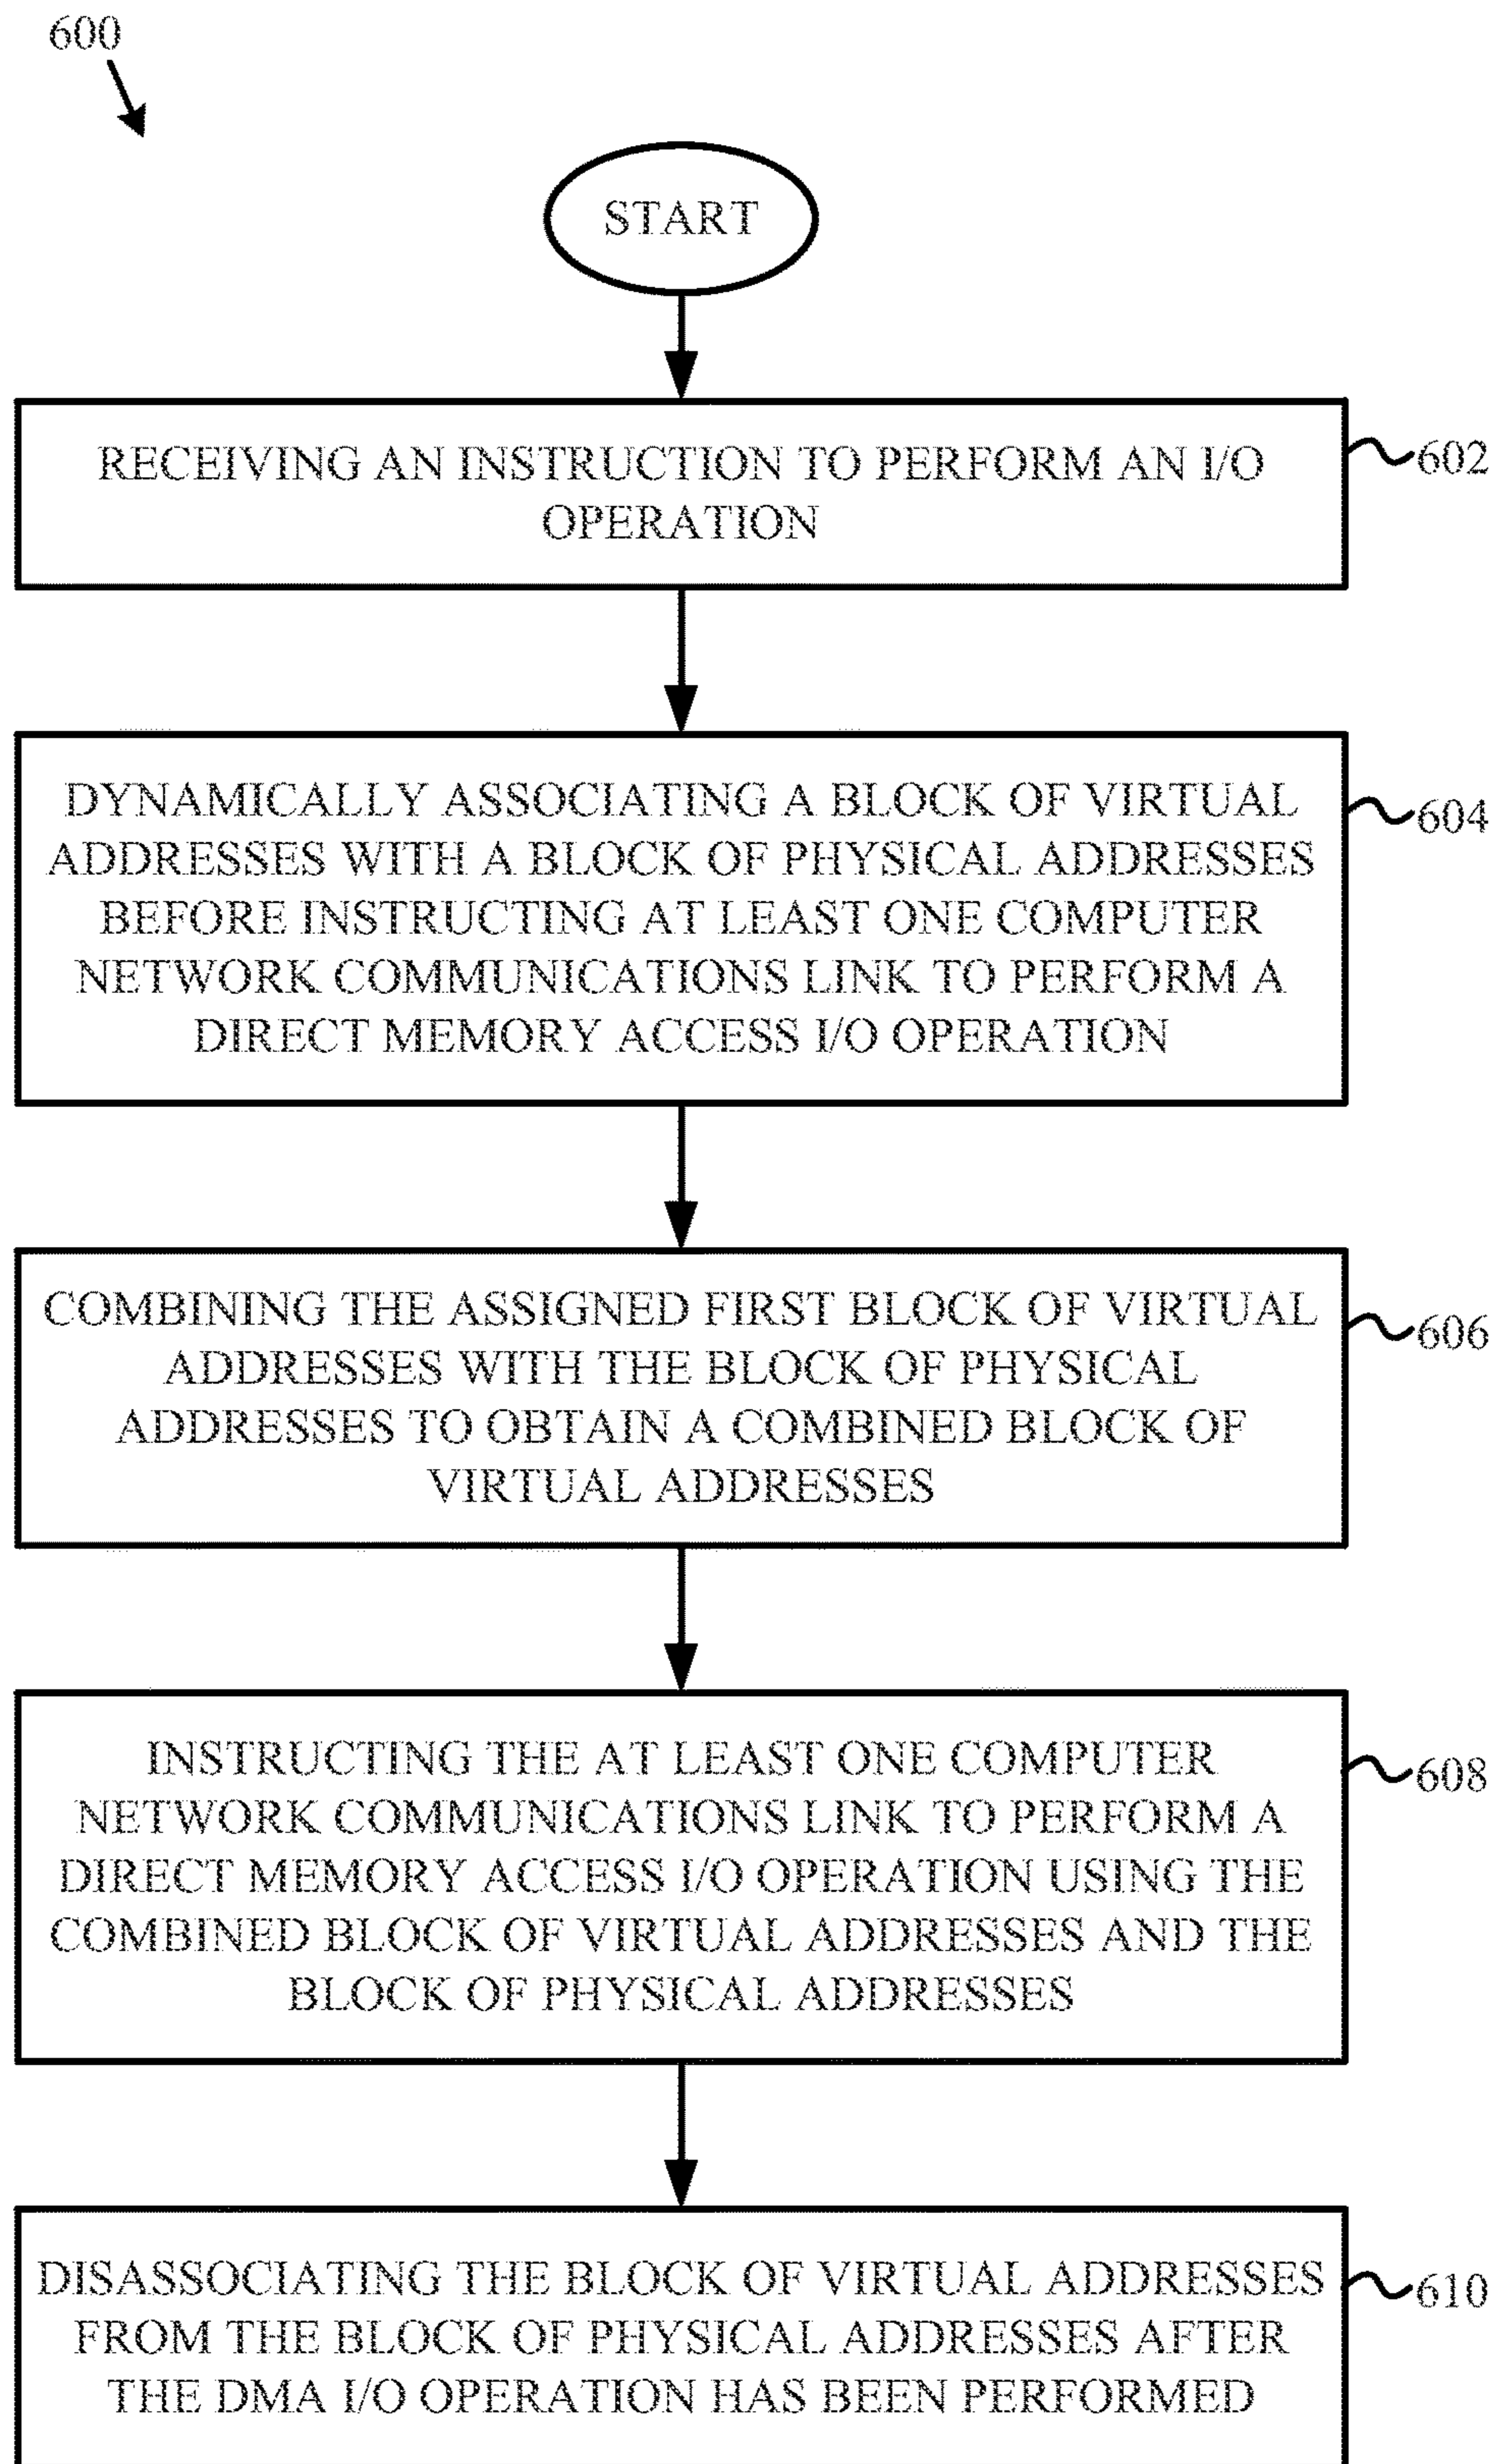 600
START
RECEIVING AN INSTRUCTION TO PERFORM AN I/O
OPERATION
602
DYNAMICALLY ASSOCIATING A BLOCK OF VIRTUAL
ADDRESSES WITH A BLOCK OF PHYSICAL ADDRESSES
BEFORE INSTRUCTING AT LEAST ONE COMPUTER
NETWORK COMMUNICATIONS LINK TO PERFORM A
DIRECT MEMORY ACCESS I/O OPERATION
604
COMBINING THE ASSIGNED FIRST BLOCK OF VIRTUAL
ADDRESSES WITH THE BLOCK OF PHYSICAL
ADDRESSES TO OBTAIN A COMBINED BLOCK OF
VIRTUAL ADDRESSES
606
INSTRUCTING THE AT LEAST ONE COMPUTER
NETWORK COMMUNICATIONS LINK TO PERFORM A
DIRECT MEMORY ACCESS I/O OPERATION USING THE
COMBINED BLOCK OF VIRTUAL ADDRESSES AND THE
BLOCK OF PHYSICAL ADDRESSES
608
DISASSOCIATING THE BLOCK OF VIRTUAL ADDRESSES
FROM THE BLOCK OF PHYSICAL ADDRESSES AFTER
THE DMA I/O OPERATION HAS BEEN PERFORMED
610